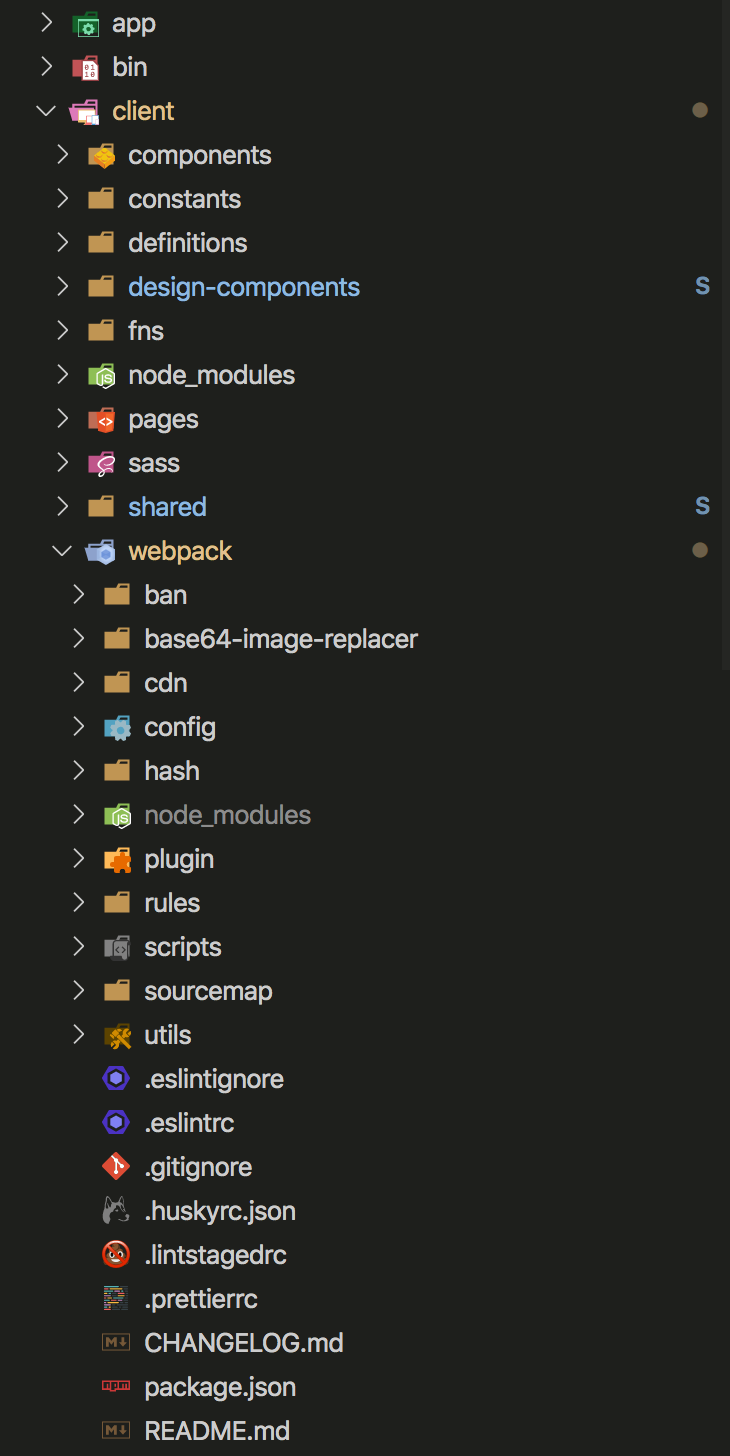 app
bin
client
components
constants
definitions
design-components S
fns
node_modules
pages
sass
shared S
webpack
ban
base64-image-replacer
cdn
config
hash
node_modules
plugin
rules
scripts
sourcemap
utils
.eslintignore
.eslintrc
.gitignore
.huskyrc.json
.lintstagedrc
.prettierrc
CHANGELOG.md
package.json
README.md